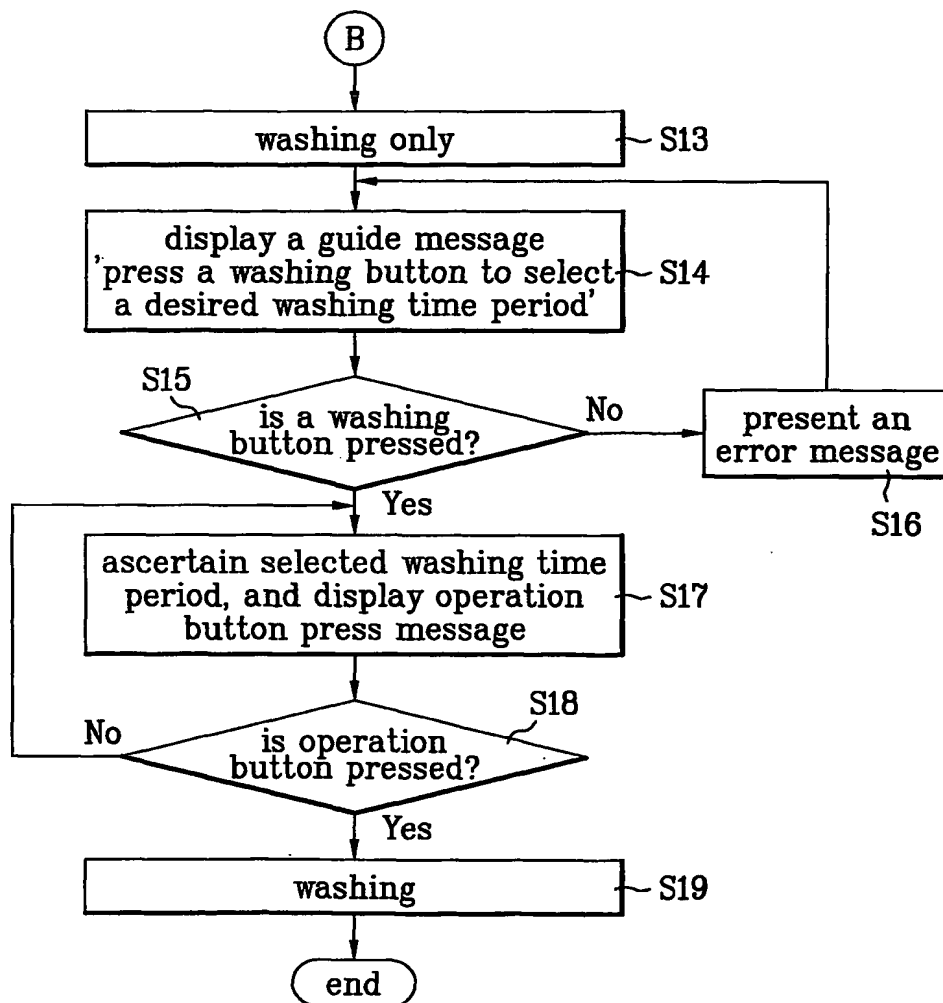 B
washing only
S13
display a guide message
'press a washing button to select
a desired washing time period'
S14
S15
is a washing
button pressed?
No
present an
error message
S16
Yes
ascertain selected washing time
period, and display operation
button press message
S17
S18
No
is operation
button pressed?
Yes
washing
S19
end